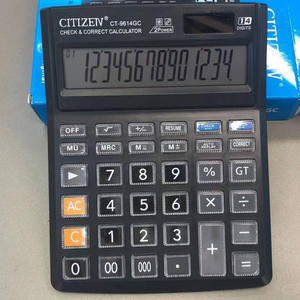 CITIZEN CT-9614GC
CHECK & CORRECT CALCULATOR 2POWER 14 DIGITS
01 12345678901234.
OFF √ +/− RESUME CORRECT
MU MRC M− M±
► 7 8 9 % GT
AC 4 5 6 × ÷
C 1 2 3 + −
0 00 000 • =